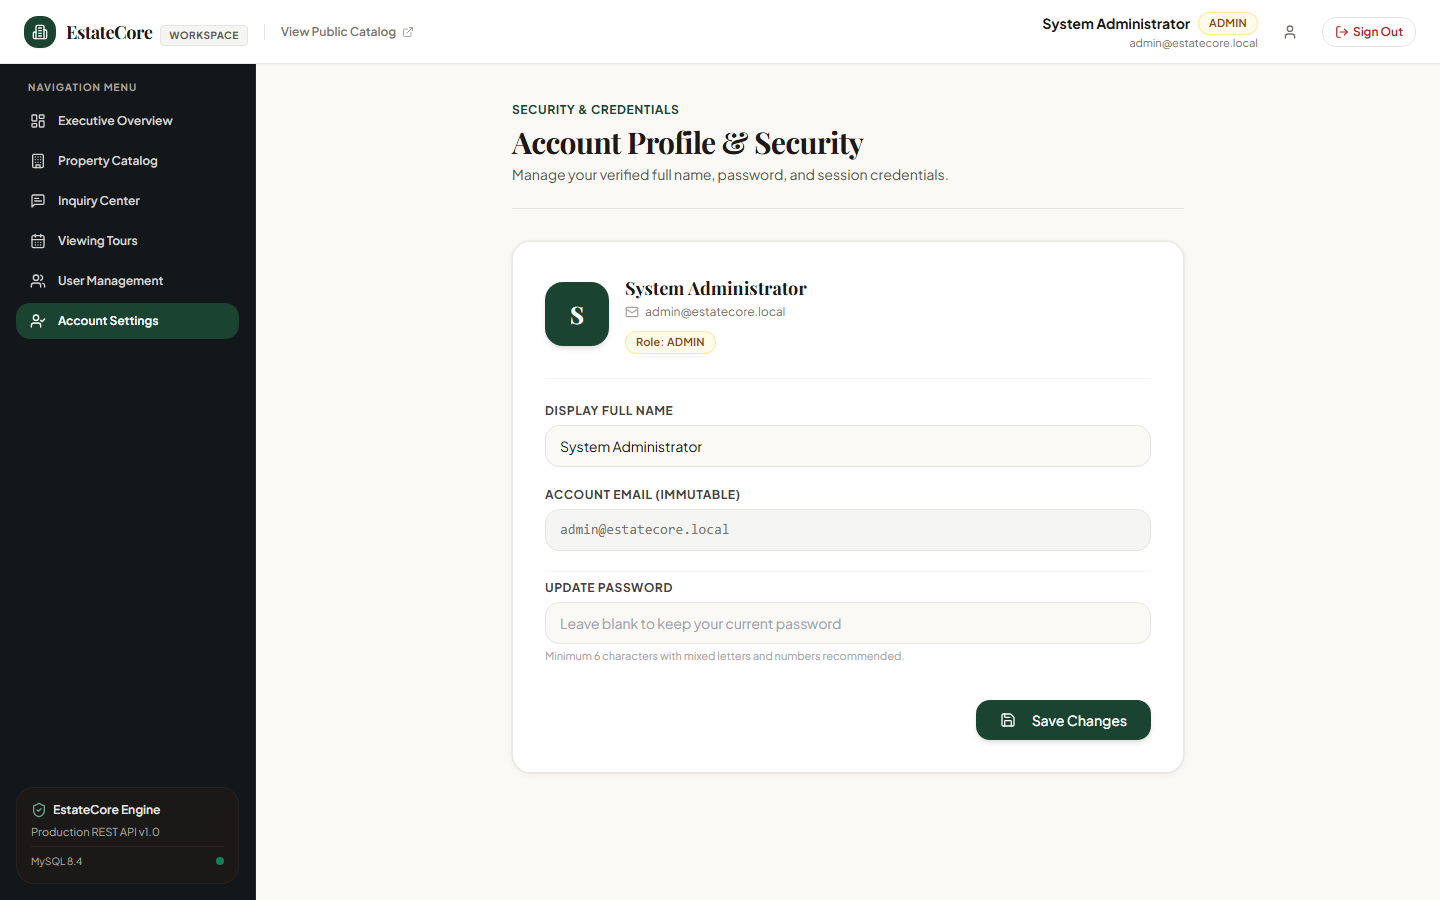 EstateCore WORKSPACE View Public Catalog
System Administrator ADMIN
admin@estatecore.local
Sign Out
NAVIGATION MENU
Executive Overview
Property Catalog
Inquiry Center
Viewing Tours
User Management
Account Settings
EstateCore Engine
Production REST API v1.0
MySQL 8.4
SECURITY & CREDENTIALS
Account Profile & Security
Manage your verified full name, password, and session credentials.
S
System Administrator
admin@estatecore.local
Role: ADMIN
DISPLAY FULL NAME
System Administrator
ACCOUNT EMAIL (IMMUTABLE)
admin@estatecore.local
UPDATE PASSWORD
Leave blank to keep your current password
Minimum 6 characters with mixed letters and numbers recommended.
Save Changes